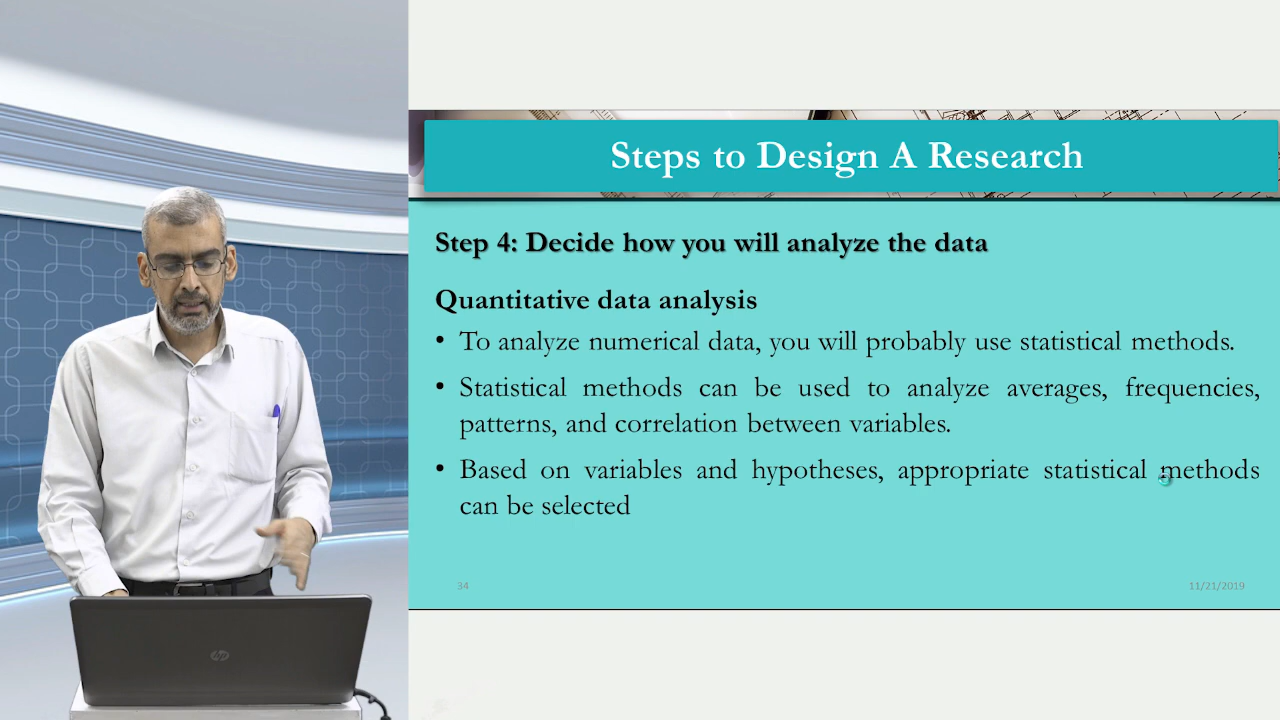 Steps to Design A Research
Step 4: Decide how you will analyze the data
Quantitative data analysis
• To analyze numerical data, you will probably use statistical methods.
• Statistical methods can be used to analyze averages, frequencies,
patterns, and correlation between variables.
• Based on variables and hypotheses, appropriate statistical methods
can be selected
34
11/21/2019
hp